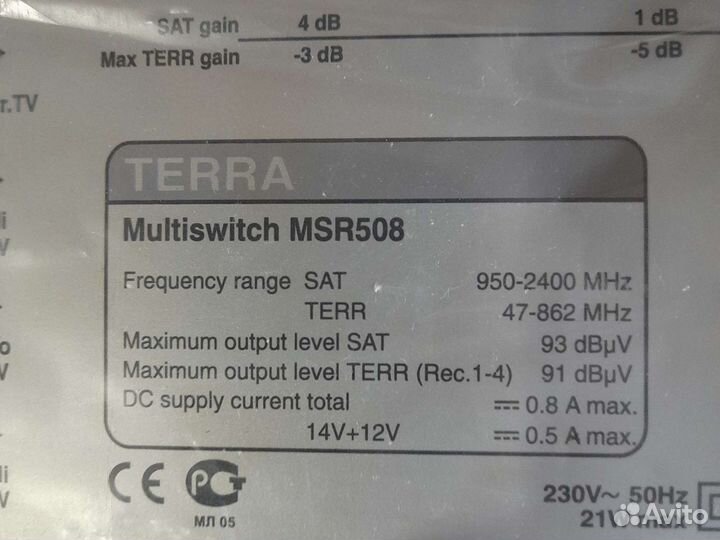 SAT gain 4 dB 1 dB
Max TERR gain -3 dB -5 dB
r.TV
TERRA
Multiswitch MSR508
Frequency range SAT 950-2400 MHz
TERR 47-862 MHz
Maximum output level SAT 93 dBµV
Maximum output level TERR (Rec.1-4) 91 dBµV
DC supply current total ⎓ 0.8 A max.
14V+12V ⎓ 0.5 A max.
CE РСТ
МЛ 05
230V~ 50Hz
21W max
Avito